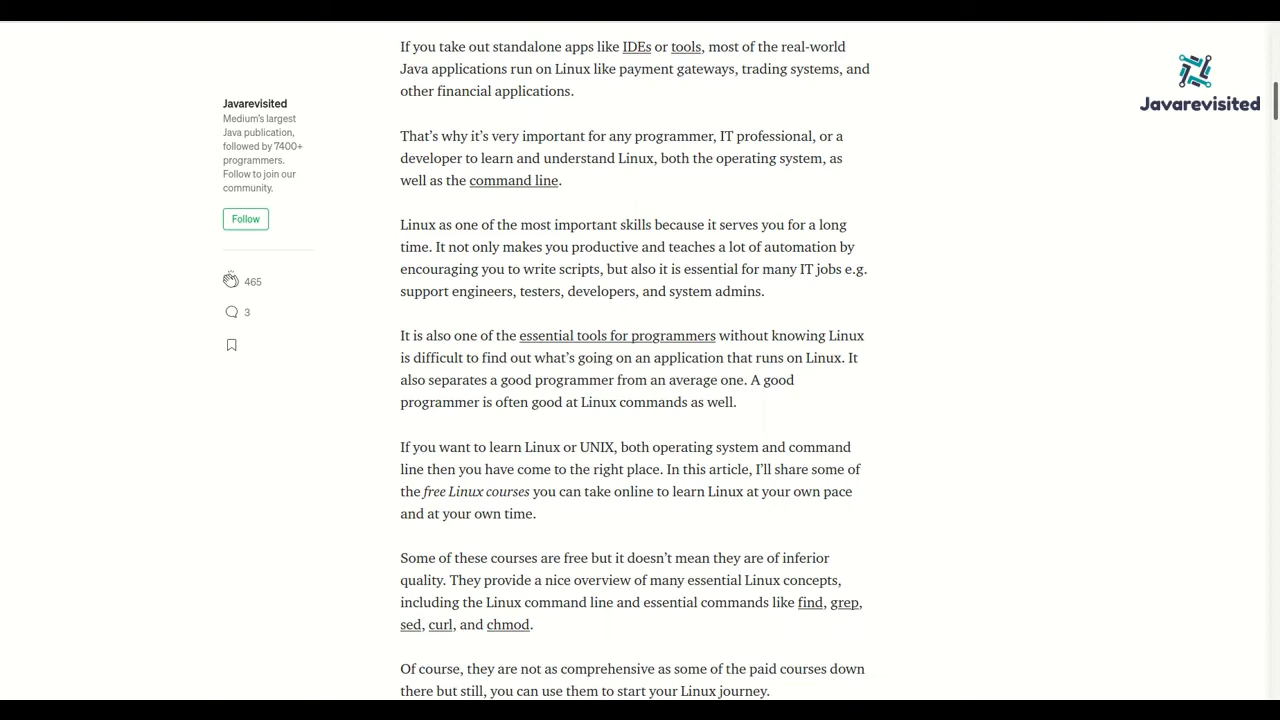 If you take out standalone apps like IDEs or tools, most of the real-world
Java applications run on Linux like payment gateways, trading systems, and
other financial applications.
Javarevisited
Javarevisited
Medium's largest
Java publication,
followed by 7400+
programmers.
Follow to join our
community.
Follow
465
3
That's why it's very important for any programmer, IT professional, or a
developer to learn and understand Linux, both the operating system, as
well as the command line.
Linux as one of the most important skills because it serves you for a long
time. It not only makes you productive and teaches a lot of automation by
encouraging you to write scripts, but also it is essential for many IT jobs e.g.
support engineers, testers, developers, and system admins.
It is also one of the essential tools for programmers without knowing Linux
is difficult to find out what's going on an application that runs on Linux. It
also separates a good programmer from an average one. A good
programmer is often good at Linux commands as well.
If you want to learn Linux or UNIX, both operating system and command
line then you have come to the right place. In this article, I'll share some of
the free Linux courses you can take online to learn Linux at your own pace
and at your own time.
Some of these courses are free but it doesn't mean they are of inferior
quality. They provide a nice overview of many essential Linux concepts,
including the Linux command line and essential commands like find, grep,
sed, curl, and chmod.
Of course, they are not as comprehensive as some of the paid courses down
there but still, you can use them to start your Linux journey.